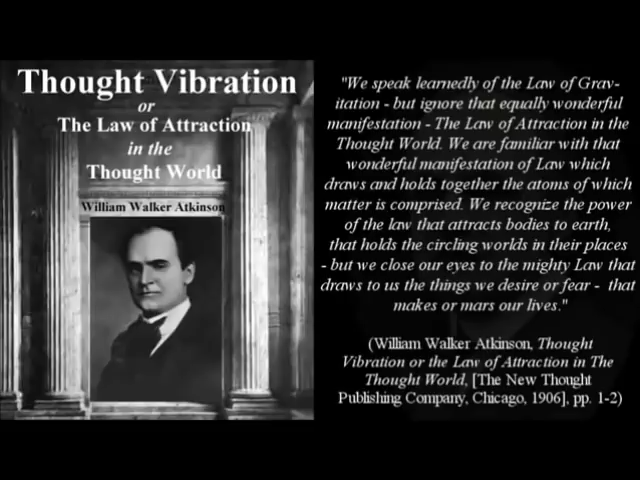 Thought Vibration
or
The Law of Attraction
in the
Thought World
William Walker Atkinson
"We speak learnedly of the Law of Grav-
itation - but ignore that equally wonderful
manifestation - The Law of Attraction in the
Thought World. We are familiar with that
wonderful manifestation of Law which
draws and holds together the atoms of which
matter is comprised. We recognize the power
of the law that attracts bodies to earth,
that holds the circling worlds in their places
- but we close our eyes to the mighty Law that
draws to us the things we desire or fear - that
makes or mars our lives."
(William Walker Atkinson, Thought
Vibration or the Law of Attraction in The
Thought World, [The New Thought
Publishing Company, Chicago, 1906], pp. 1-2)